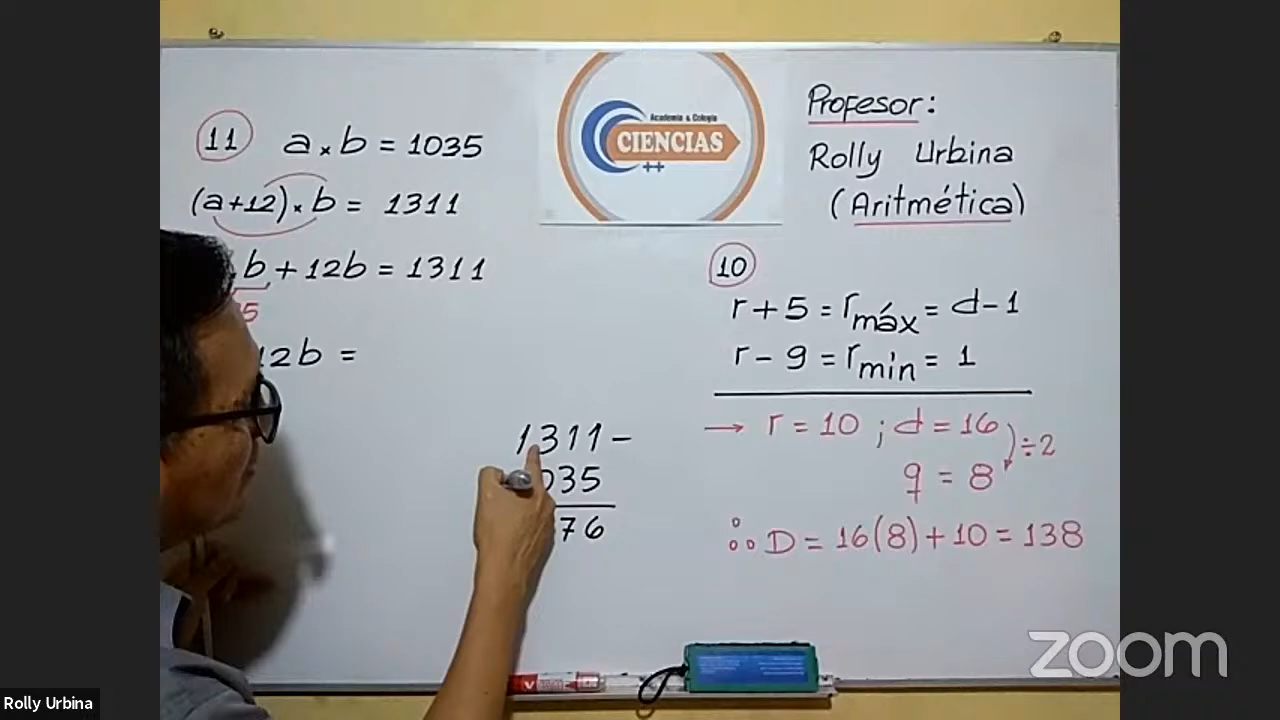 11 a × b = 1035
(a+12) × b = 1311
b + 12b = 1311
5
12b =
1311 –
035
76
Academia & Colegio
CIENCIAS
++
Profesor:
Rolly Urbina
(Aritmética)
10
r + 5 = rmáx = d – 1
r – 9 = rmin = 1
→ r = 10 ; d = 16
÷2
q = 8
∴ D = 16(8) + 10 = 138
zoom
Rolly Urbina